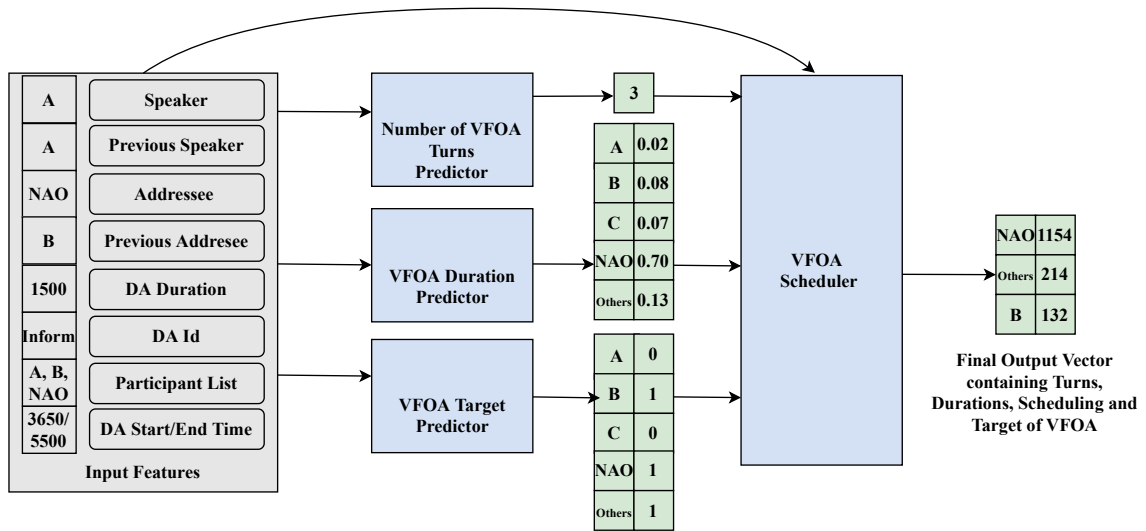 A
Speaker
A
Previous Speaker
NAO
Addressee
B
Previous Addresee
1500
DA Duration
Inform
DA Id
A, B,
NAO
Participant List
3650/
5500
DA Start/End Time
Input Features
Number of VFOA
Turns
Predictor
VFOA Duration
Predictor
VFOA Target
Predictor
3
A 0.02
B 0.08
C 0.07
NAO 0.70
Others 0.13
A 0
B 1
C 0
NAO 1
Others 1
VFOA
Scheduler
NAO 1154
Others 214
B 132
Final Output Vector
containing Turns,
Durations, Scheduling and
Target of VFOA